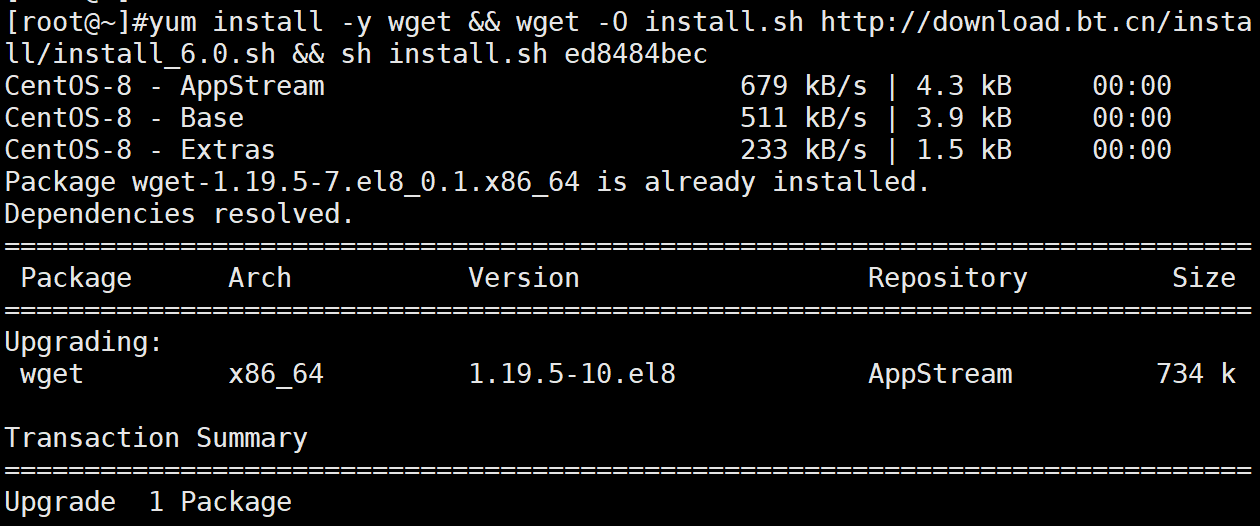 [root@~]#yum install -y wget && wget -O install.sh http://download.bt.cn/insta
ll/install_6.0.sh && sh install.sh ed8484bec
CentOS-8 - AppStream 679 kB/s | 4.3 kB 00:00
CentOS-8 - Base 511 kB/s | 3.9 kB 00:00
CentOS-8 - Extras 233 kB/s | 1.5 kB 00:00
Package wget-1.19.5-7.el8_0.1.x86_64 is already installed.
Dependencies resolved.
==============================================================================
Package Arch Version Repository Size
==============================================================================
Upgrading:
wget x86_64 1.19.5-10.el8 AppStream 734 k
Transaction Summary
==============================================================================
Upgrade 1 Package